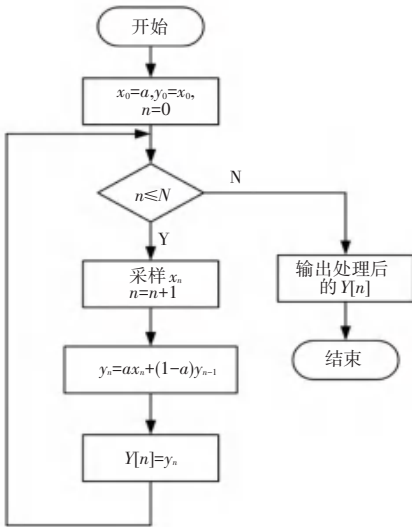 开始
x₀=a,y₀=x₀,
n=0
n≤N
N
Y
采样 xₙ
n=n+1
输出处理后
的 Y[n]
yₙ=axₙ+(1-a)yₙ₋₁
结束
Y[n]=yₙ